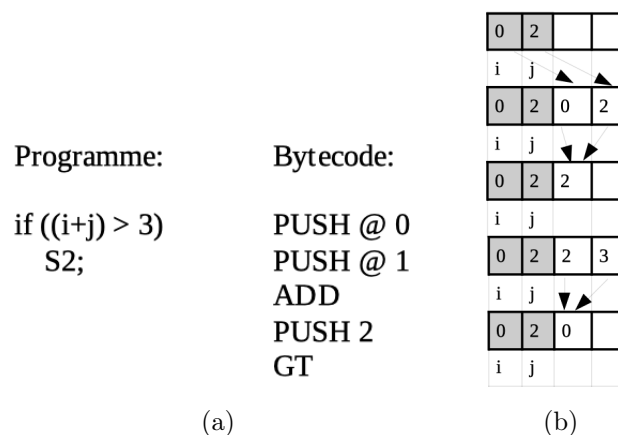 Programme:
if ((i+j) > 3)
S2;
Bytecode:
PUSH @ 0
PUSH @ 1
ADD
PUSH 2
GT
(a)
0 2
i j
0 2 0 2
i j
0 2 2
i j
0 2 2 3
i j
0 2 0
i j
(b)